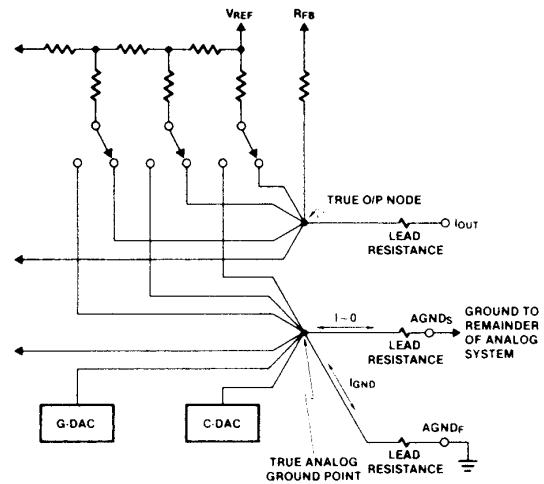 VREF
RFB
TRUE O/P NODE
IOUT
LEAD
RESISTANCE
I~0
AGNDS
GROUND TO
REMAINDER
OF ANALOG
SYSTEM
LEAD
RESISTANCE
IGND
G-DAC
C-DAC
AGNDF
LEAD
RESISTANCE
TRUE ANALOG
GROUND POINT